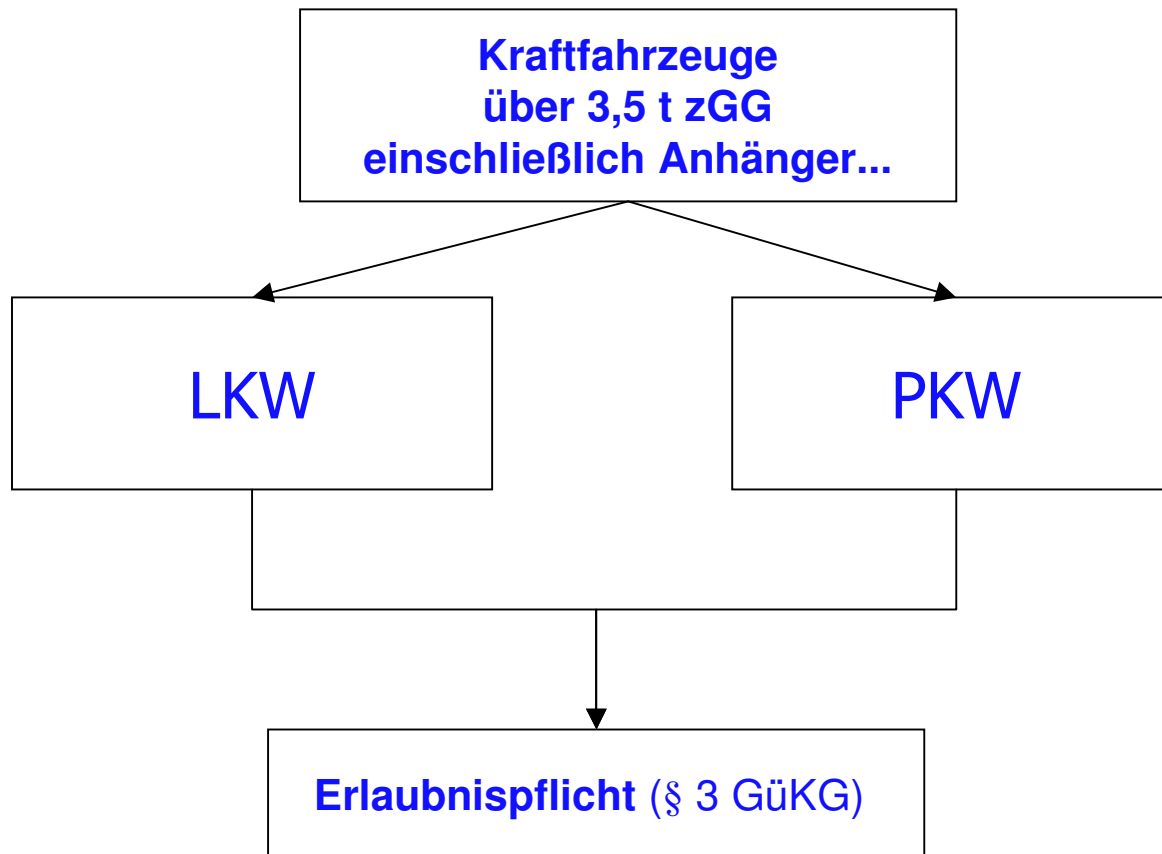 Kraftfahrzeuge
über 3,5 t zGG
einschließlich Anhänger...
LKW
PKW
Erlaubnispflicht (§ 3 GüKG)